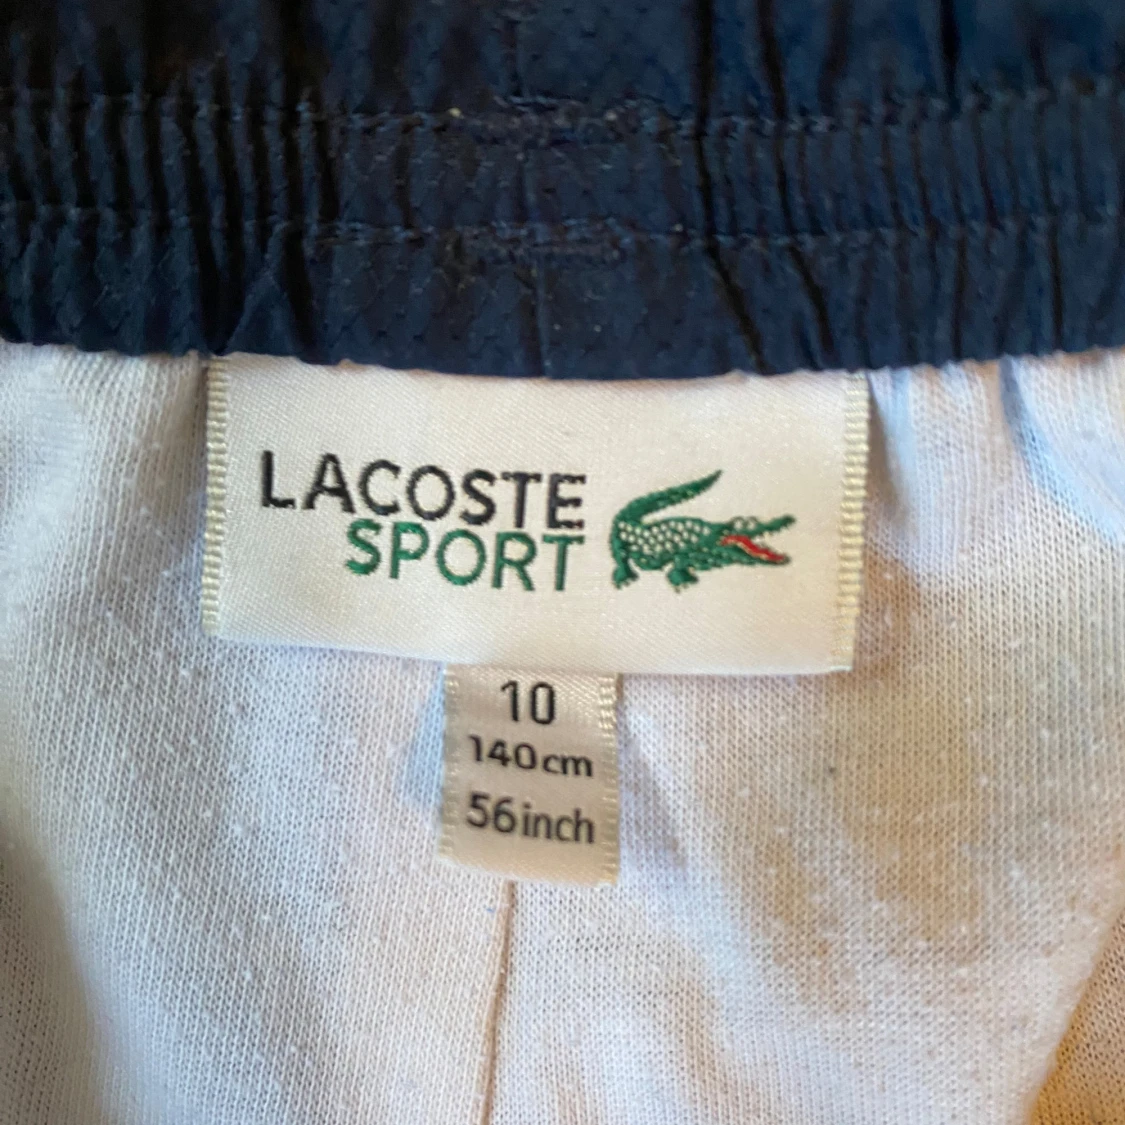 LACOSTE
SPORT
10
140cm
56inch